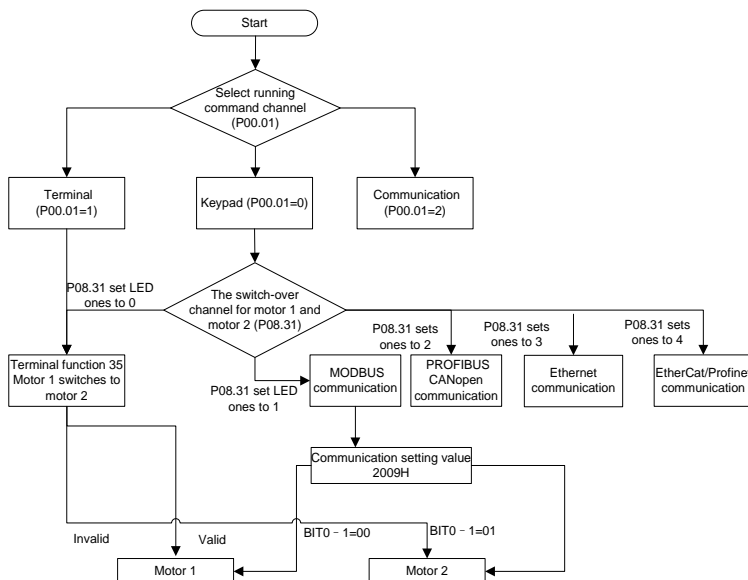 Start
Select running
command channel
(P00.01)
Terminal
(P00.01=1)
Keypad (P00.01=0)
Communication
(P00.01=2)
P08.31 set LED
ones to 0
The switch-over
channel for motor 1 and
motor 2 (P08.31)
P08.31 sets
ones to 2
P08.31 sets
ones to 3
P08.31 sets
ones to 4
Terminal function 35
Motor 1 switches to
motor 2
P08.31 set LED
ones to 1
MODBUS
communication
PROFIBUS
CANopen
communication
Ethernet
communication
EtherCat/Profinet
communication
Communication setting value
2009H
Invalid
Valid
BIT0﹣1=00
BIT0﹣1=01
Motor 1
Motor 2